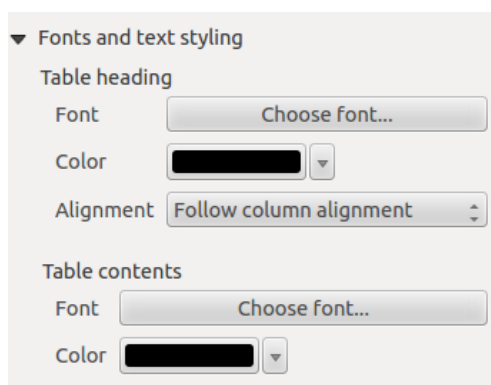 Fonts and text styling
Table heading
Font Choose font...
Color
Alignment Follow column alignment
Table contents
Font Choose font...
Color